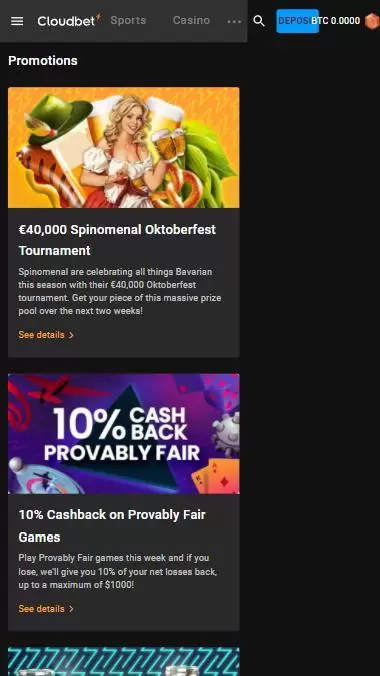 Cloudbet Sports Casino ... DEPOS BTC 0.0000
Promotions
€40,000 Spinomenal Oktoberfest
Tournament
Spinomenal are celebrating all things Bavarian
this season with their €40,000 Oktoberfest
tournament. Get your piece of this massive prize
pool over the next two weeks!
See details >
10% CASH
BACK
PROVABLY FAIR
10% Cashback on Provably Fair
Games
Play Provably Fair games this week and if you
lose, we'll give you 10% of your net losses back,
up to a maximum of $1000!
See details >